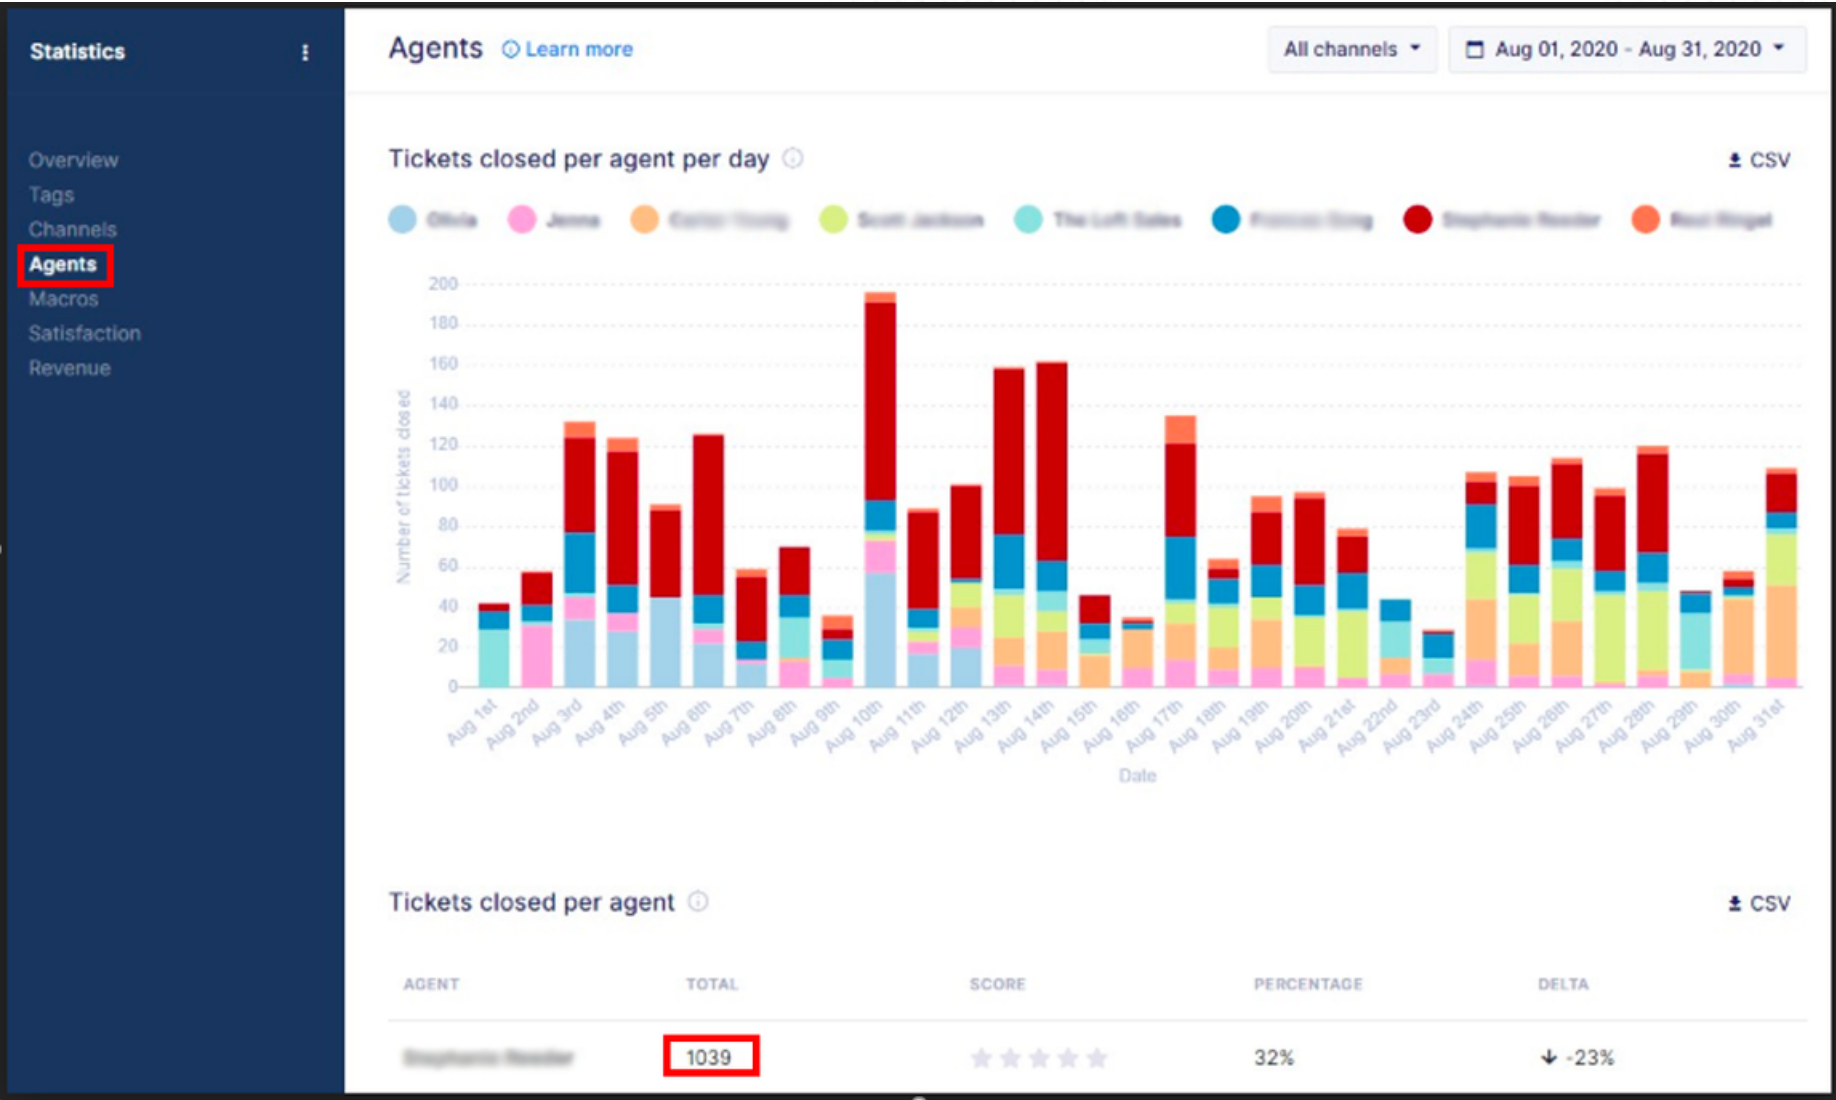 Statistics
Overview
Tags
Channels
Agents
Macros
Satisfaction
Revenue
Agents Learn more
All channels
Aug 01, 2020 - Aug 31, 2020
Tickets closed per agent per day
CSV
Olivia Jenna Scott Jackson The Loft Sales
Number of tickets closed
200
180
160
140
120
100
80
60
40
20
0
Aug 1st
Aug 2nd
Aug 3rd
Aug 4th
Aug 5th
Aug 6th
Aug 7th
Aug 8th
Aug 9th
Aug 10th
Aug 11th
Aug 12th
Aug 13th
Aug 14th
Aug 15th
Aug 16th
Aug 17th
Aug 18th
Aug 19th
Aug 20th
Aug 21st
Aug 22nd
Aug 23rd
Aug 24th
Aug 25th
Aug 26th
Aug 27th
Aug 28th
Aug 29th
Aug 30th
Aug 31st
Date
Tickets closed per agent
CSV
AGENT TOTAL SCORE PERCENTAGE DELTA
1039 32% -23%